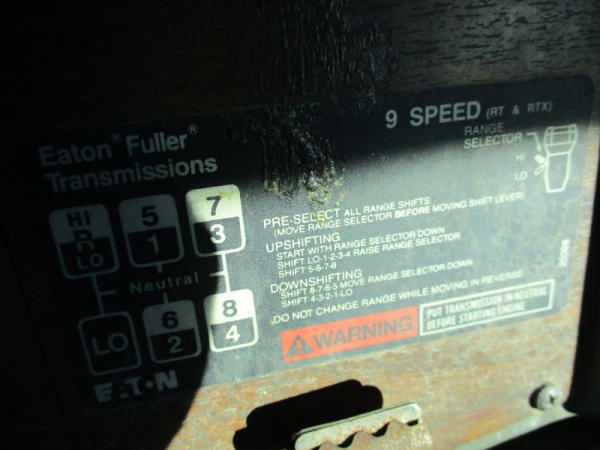 9 SPEED (RT & RTX)
Eaton® Fuller®
Transmissions
RANGE
SELECTOR
HI
LO
HI
R
LO
5
1
7
3
Neutral
LO
6
2
8
4
PRE-SELECT ALL RANGE SHIFTS
(MOVE RANGE SELECTOR BEFORE MOVING SHIFT LEVER)
UPSHIFTING
START WITH RANGE SELECTOR DOWN
SHIFT LO-1-2-3-4 RAISE RANGE SELECTOR
SHIFT 5-6-7-8
DOWNSHIFTING
SHIFT 8-7-6-5 MOVE RANGE SELECTOR DOWN
SHIFT 4-3-2-1-LO
DO NOT CHANGE RANGE WHILE MOVING IN REVERSE
WARNING
PUT TRANSMISSION IN NEUTRAL
BEFORE STARTING ENGINE
EATON